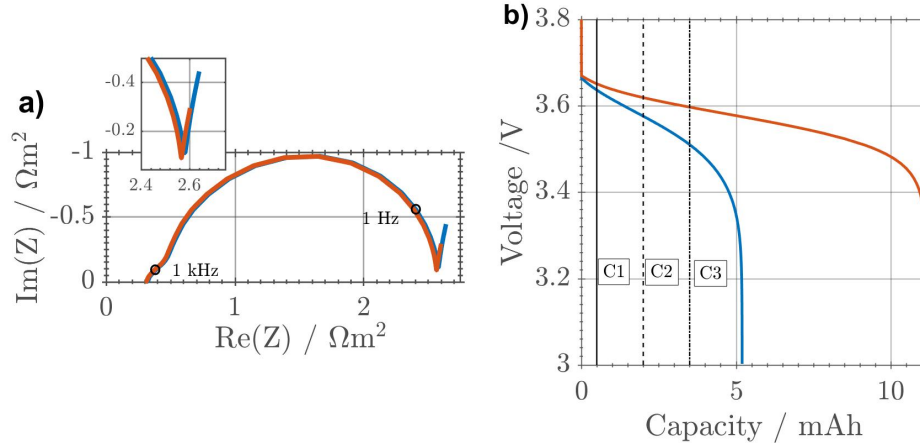 a)
-0.4
-0.2
2.4 2.6
Im(Z) / Ωm²
-1
-0.5
0
1 Hz
1 kHz
0 1 2
Re(Z) / Ωm²
b)
Voltage /V
3.8
3.6
3.4
3.2
3
C1 C2 C3
0 5 10
Capacity / mAh